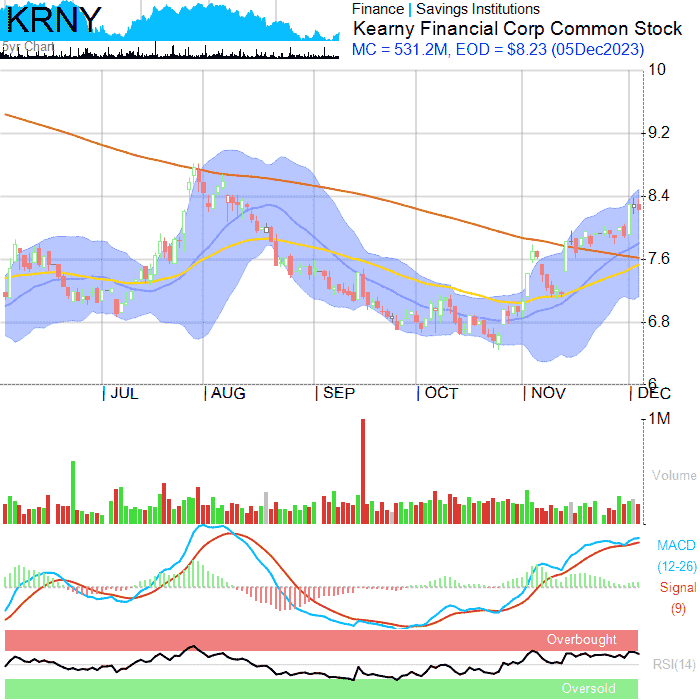 KRNY
5yr Chart
Finance | Savings Institutions
Kearny Financial Corp Common Stock
MC = 531.2M, EOD = $8.23 (05Dec2023)
10
9.2
8.4
7.6
6.8
6
JUL AUG SEP OCT NOV DEC
1M
Volume
MACD
(12-26)
Signal
(9)
Overbought
RSI(14)
Oversold